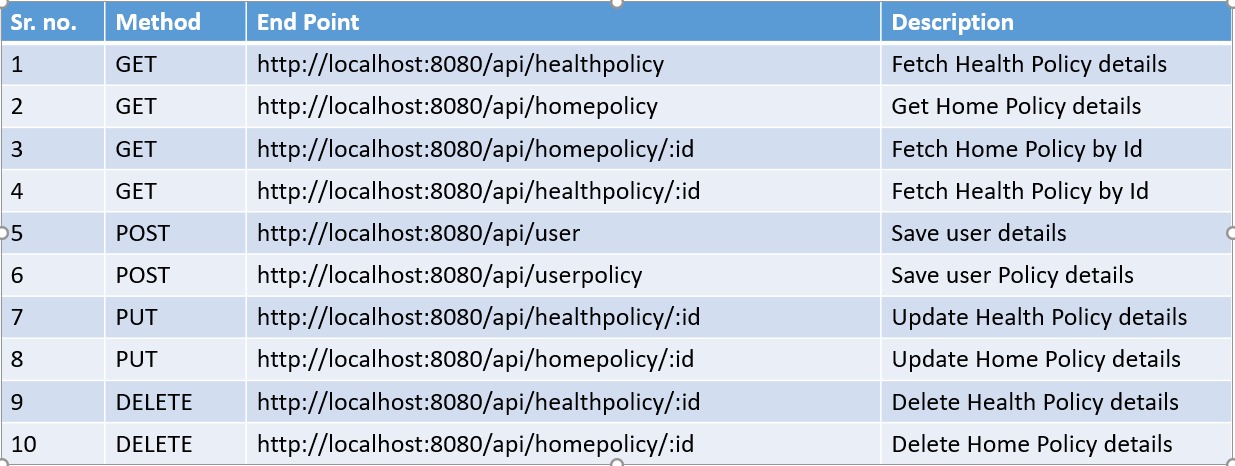 Sr. no. Method End Point Description
1 GET http://localhost:8080/api/healthpolicy Fetch Health Policy details
2 GET http://localhost:8080/api/homepolicy Get Home Policy details
3 GET http://localhost:8080/api/homepolicy/:id Fetch Home Policy by Id
4 GET http://localhost:8080/api/healthpolicy/:id Fetch Health Policy by Id
5 POST http://localhost:8080/api/user Save user details
6 POST http://localhost:8080/api/userpolicy Save user Policy details
7 PUT http://localhost:8080/api/healthpolicy/:id Update Health Policy details
8 PUT http://localhost:8080/api/homepolicy/:id Update Home Policy details
9 DELETE http://localhost:8080/api/healthpolicy/:id Delete Health Policy details
10 DELETE http://localhost:8080/api/homepolicy/:id Delete Home Policy details